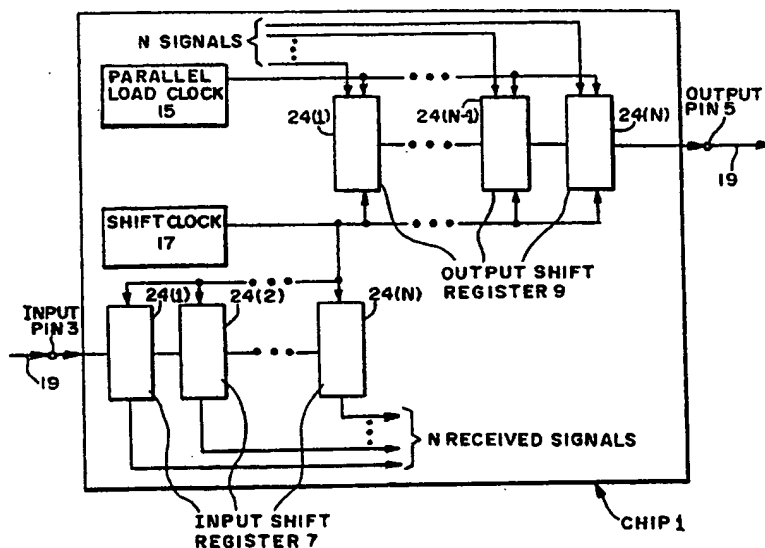 N SIGNALS
PARALLEL
LOAD CLOCK
15
24(1)
24(N-1)
24(N)
OUTPUT
PIN 5
19
SHIFT CLOCK
17
OUTPUT SHIFT
REGISTER 9
INPUT
PIN 3
19
24(1)
24(2)
24(N)
N RECEIVED SIGNALS
INPUT SHIFT
REGISTER 7
CHIP 1